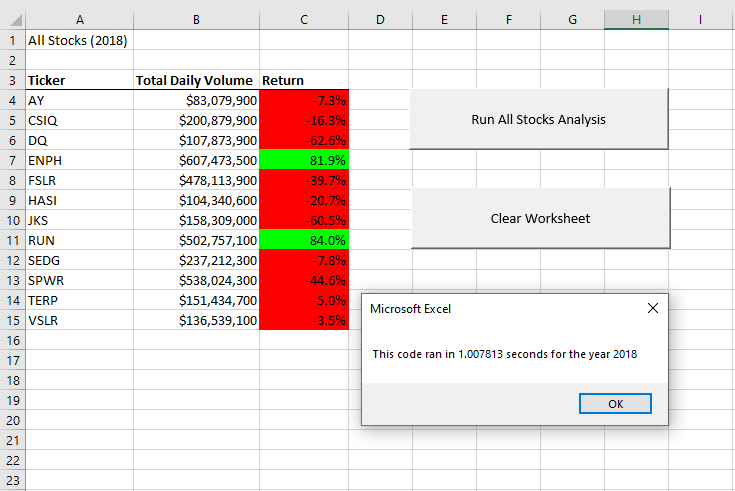 A B C D E F G H I
1 All Stocks (2018)
2
3 Ticker Total Daily Volume Return
4 AY $83,079,900 -7.3%
5 CSIQ $200,879,900 -16.3%
Run All Stocks Analysis
6 DQ $107,873,900 -62.6%
7 ENPH $607,473,500 81.9%
8 FSLR $478,113,900 -39.7%
9 HASI $104,340,600 -20.7%
10 JKS $158,309,000 -60.5%
Clear Worksheet
11 RUN $502,757,100 84.0%
12 SEDG $237,212,300 -7.8%
13 SPWR $538,024,300 -44.6%
14 TERP $151,434,700 -5.0%
15 VSLR $136,539,100 -3.5%
16
17
18
19
20
21
22
23
Microsoft Excel
This code ran in 1.007813 seconds for the year 2018
OK